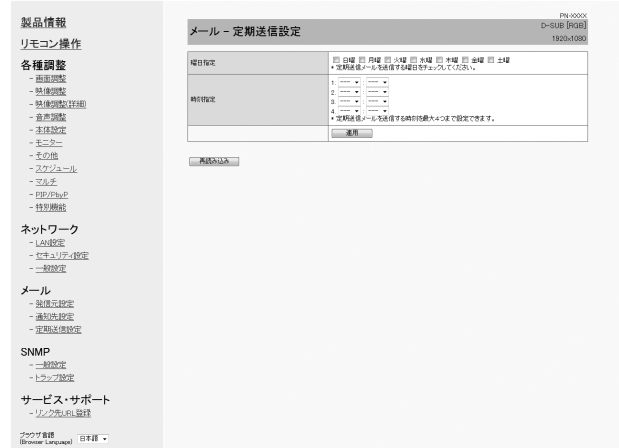 製品情報
リモコン操作
各種調整
- 画面調整
- 映像調整
- 映像調整(詳細)
- 音声調整
- 本体設定
- モニター
- その他
- スケジュール
- マルチ
- PIP/PbyP
- 特別機能
ネットワーク
- LAN設定
- セキュリティ設定
- 一般設定
メール
- 発信元設定
- 通知先設定
- 定期送信設定
SNMP
- 一般設定
- トラップ設定
サービス・サポート
- リンク先URL登録
ブラウザ言語
(Browser Language) 日本語
メール - 定期送信設定
PN-XXXX
D-SUB [RGB]
1920x1080
曜日指定
日曜 月曜 火曜 水曜 木曜 金曜 土曜
* 定期送信メールを送信する曜日をチェックしてください。
時刻指定
1. --- : ---
2. --- : ---
3. --- : ---
4. --- : ---
* 定期送信メールを送信する時刻を最大4つまで設定できます。
適用
再読み込み